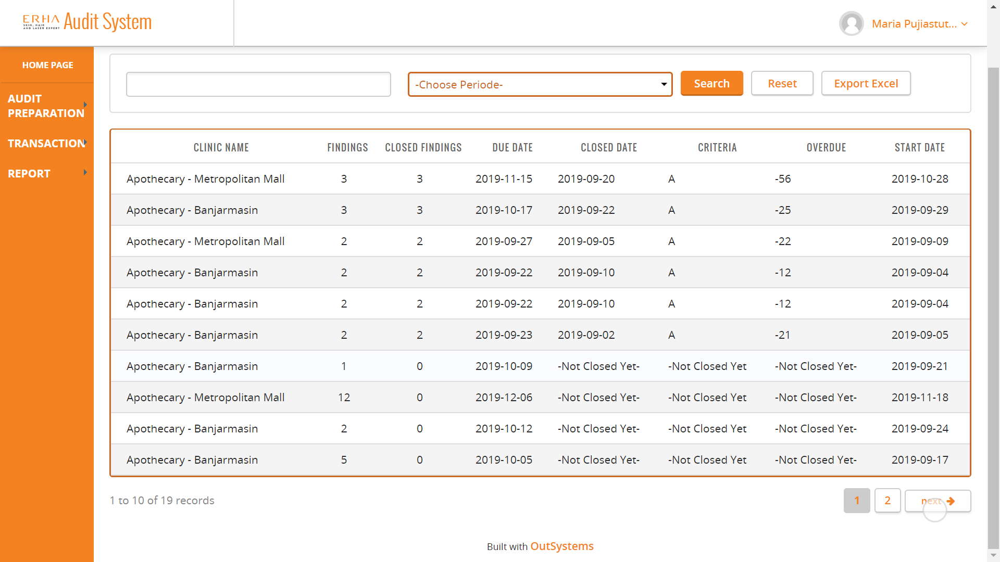 ERHA Audit System
SKIN, HAIR
AND LASER EXPERT
Maria Pujiastut...
HOME PAGE
AUDIT
PREPARATION
TRANSACTION
REPORT
-Choose Periode-
Search
Reset
Export Excel
CLINIC NAME FINDINGS CLOSED FINDINGS DUE DATE CLOSED DATE CRITERIA OVERDUE START DATE
Apothecary - Metropolitan Mall 3 3 2019-11-15 2019-09-20 A -56 2019-10-28
Apothecary - Banjarmasin 3 3 2019-10-17 2019-09-22 A -25 2019-09-29
Apothecary - Metropolitan Mall 2 2 2019-09-27 2019-09-05 A -22 2019-09-09
Apothecary - Banjarmasin 2 2 2019-09-22 2019-09-10 A -12 2019-09-04
Apothecary - Banjarmasin 2 2 2019-09-22 2019-09-10 A -12 2019-09-04
Apothecary - Banjarmasin 2 2 2019-09-23 2019-09-02 A -21 2019-09-05
Apothecary - Banjarmasin 1 0 2019-10-09 -Not Closed Yet- -Not Closed Yet -Not Closed Yet- 2019-09-21
Apothecary - Metropolitan Mall 12 0 2019-12-06 -Not Closed Yet- -Not Closed Yet -Not Closed Yet- 2019-11-18
Apothecary - Banjarmasin 2 0 2019-10-12 -Not Closed Yet- -Not Closed Yet -Not Closed Yet- 2019-09-24
Apothecary - Banjarmasin 5 0 2019-10-05 -Not Closed Yet- -Not Closed Yet -Not Closed Yet- 2019-09-17
1 to 10 of 19 records
1 2 next
Built with OutSystems